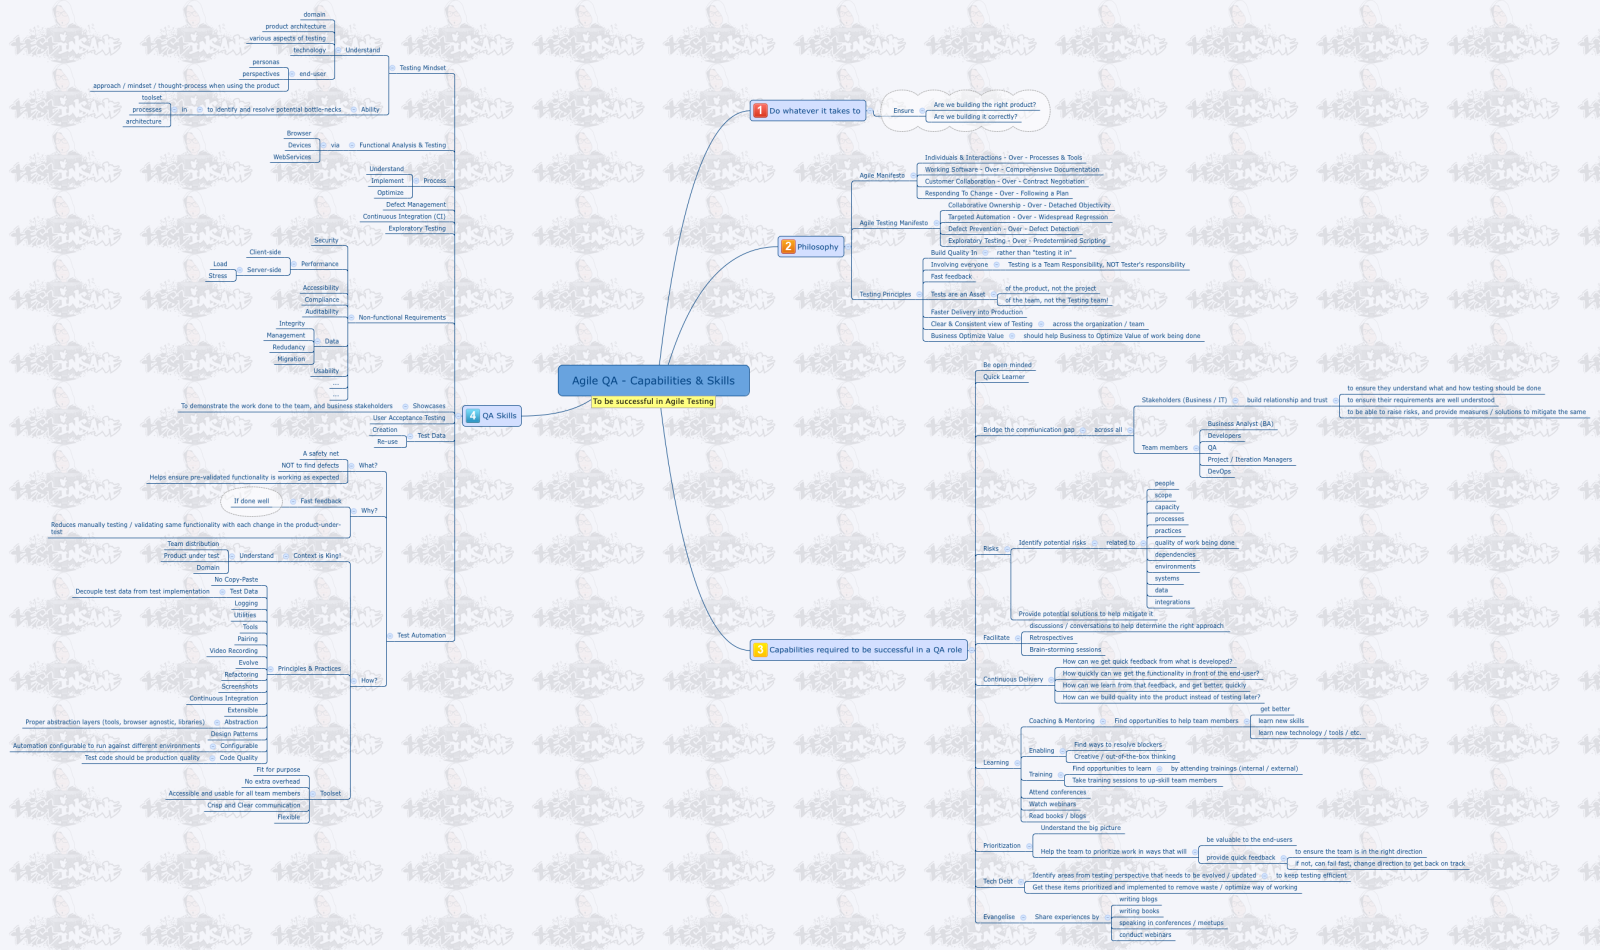 Agile QA - Capabilities & Skills
To be successful in Agile Testing
1 Do whatever it takes to
Ensure
Are we building the right product?
Are we building it correctly?
2 Philosophy
Agile Manifesto
Individuals & Interactions - Over - Processes & Tools
Working Software - Over - Comprehensive Documentation
Customer Collaboration - Over - Contract Negotiation
Responding To Change - Over - Following a Plan
Agile Testing Manifesto
Collaborative Ownership - Over - Detached Objectivity
Targeted Automation - Over - Widespread Regression
Defect Prevention - Over - Defect Detection
Exploratory Testing - Over - Predetermined Scripting
Testing Principles
Build Quality In
rather than "testing it in"
Involving everyone
Testing is a Team Responsibility, NOT Tester's responsibility
Fast feedback
Tests are an Asset
of the product, not the project
of the team, not the Testing team!
Faster Delivery into Production
Clear & Consistent view of Testing
across the organization / team
Business Optimize Value
should help Business to Optimize Value of work being done
3 Capabilities required to be successful in a QA role
Be open minded
Quick Learner
Bridge the communication gap
across all
Stakeholders (Business / IT)
build relationship and trust
to ensure they understand what and how testing should be done
to ensure their requirements are well understood
to be able to raise risks, and provide measures / solutions to mitigate the same
Team members
Business Analyst (BA)
Developers
QA
Project / Iteration Managers
DevOps
Risks
Identify potential risks
related to
people
scope
capacity
processes
practices
quality of work being done
dependencies
environments
systems
data
integrations
Provide potential solutions to help mitigate it
Facilitate
discussions / conversations to help determine the right approach
Retrospectives
Brain-storming sessions
Continuous Delivery
How can we get quick feedback from what is developed?
How quickly can we get the functionality in front of the end-user?
How can we learn from that feedback, and get better, quickly
How can we build quality into the product instead of testing later?
Learning
Coaching & Mentoring
Find opportunities to help team members
get better
learn new skills
learn new technology / tools / etc.
Enabling
Find ways to resolve blockers
Creative / out-of-the-box thinking
Training
Find opportunities to learn
by attending trainings (internal / external)
Take training sessions to up-skill team members
Attend conferences
Watch webinars
Read books / blogs
Prioritization
Understand the big picture
Help the team to prioritize work in ways that will
be valuable to the end-users
provide quick feedback
to ensure the team is in the right direction
if not, can fail fast, change direction to get back on track
Tech Debt
Identify areas from testing perspective that needs to be evolved / updated
to keep testing efficient
Get these items prioritized and implemented to remove waste / optimize way of working
Evangelise
Share experiences by
writing blogs
writing books
speaking in conferences / meetups
conduct webinars
4 QA Skills
Testing Mindset
Understand
domain
product architecture
various aspects of testing
technology
end-user
personas
perspectives
approach / mindset / thought-process when using the product
Ability
to identify and resolve potential bottle-necks
in
toolset
processes
architecture
Functional Analysis & Testing
via
Browser
Devices
WebServices
Process
Understand
Implement
Optimize
Defect Management
Continuous Integration (CI)
Exploratory Testing
Non-functional Requirements
Security
Performance
Client-side
Server-side
Load
Stress
Accessibility
Compliance
Auditability
Data
Integrity
Management
Redudancy
Migration
Usability
...
...
Showcases
To demonstrate the work done to the team, and business stakeholders
User Acceptance Testing
Test Data
Creation
Re-use
Test Automation
What?
A safety net
NOT to find defects
Helps ensure pre-validated functionality is working as expected
Why?
Fast feedback
If done well
Reduces manually testing / validating same functionality with each change in the product-under-
test
How?
Context is King!
Understand
Team distribution
Product under test
Domain
Principles & Practices
No Copy-Paste
Test Data
Decouple test data from test implementation
Logging
Utilities
Tools
Pairing
Video Recording
Evolve
Refactoring
Screenshots
Continuous Integration
Extensible
Abstraction
Proper abstraction layers (tools, browser agnostic, libraries)
Design Patterns
Configurable
Automation configurable to run against different environments
Code Quality
Test code should be production quality
Toolset
Fit for purpose
No extra overhead
Accessible and usable for all team members
Crisp and Clear communication
Flexible